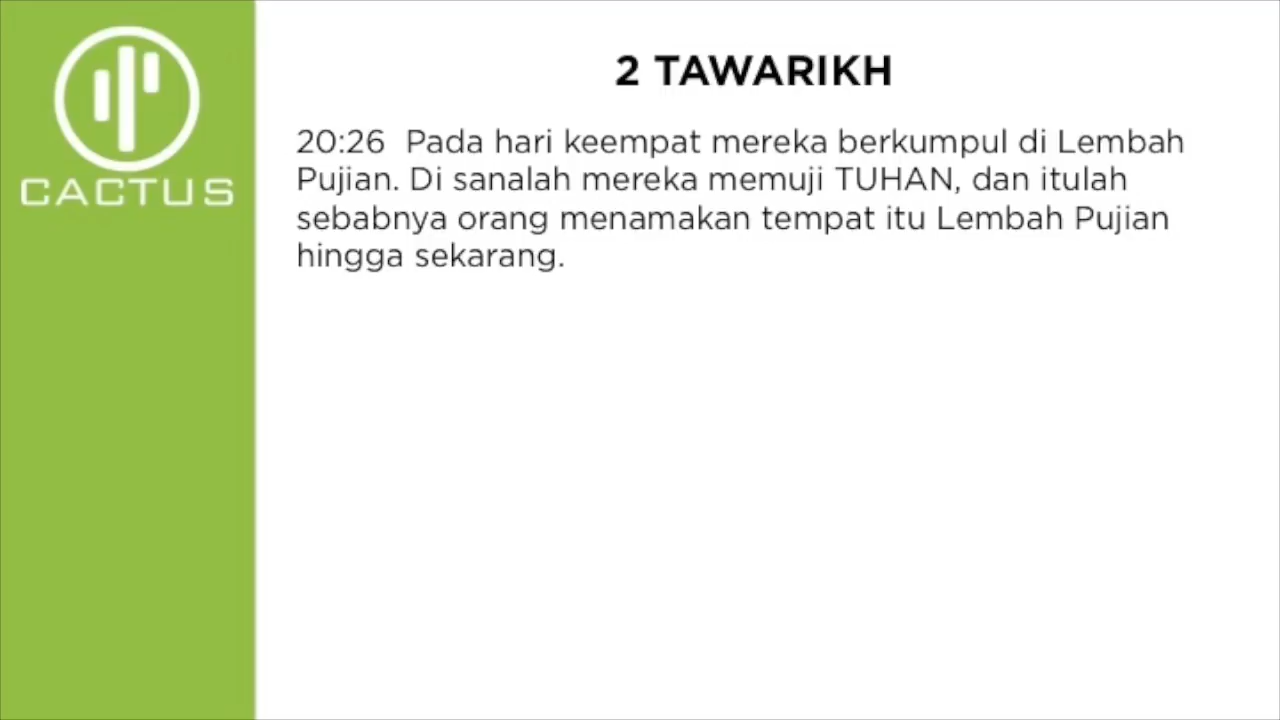 CACTUS
2 TAWARIKH
20:26 Pada hari keempat mereka berkumpul di Lembah
Pujian. Di sanalah mereka memuji TUHAN, dan itulah
sebabnya orang menamakan tempat itu Lembah Pujian
hingga sekarang.